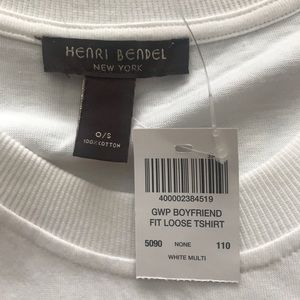 HENRI BENDEL
NEW YORK
O/S
100% COTTON
400002384519
GWP BOYFRIEND
FIT LOOSE TSHIRT
5090 NONE 110
WHITE MULTI